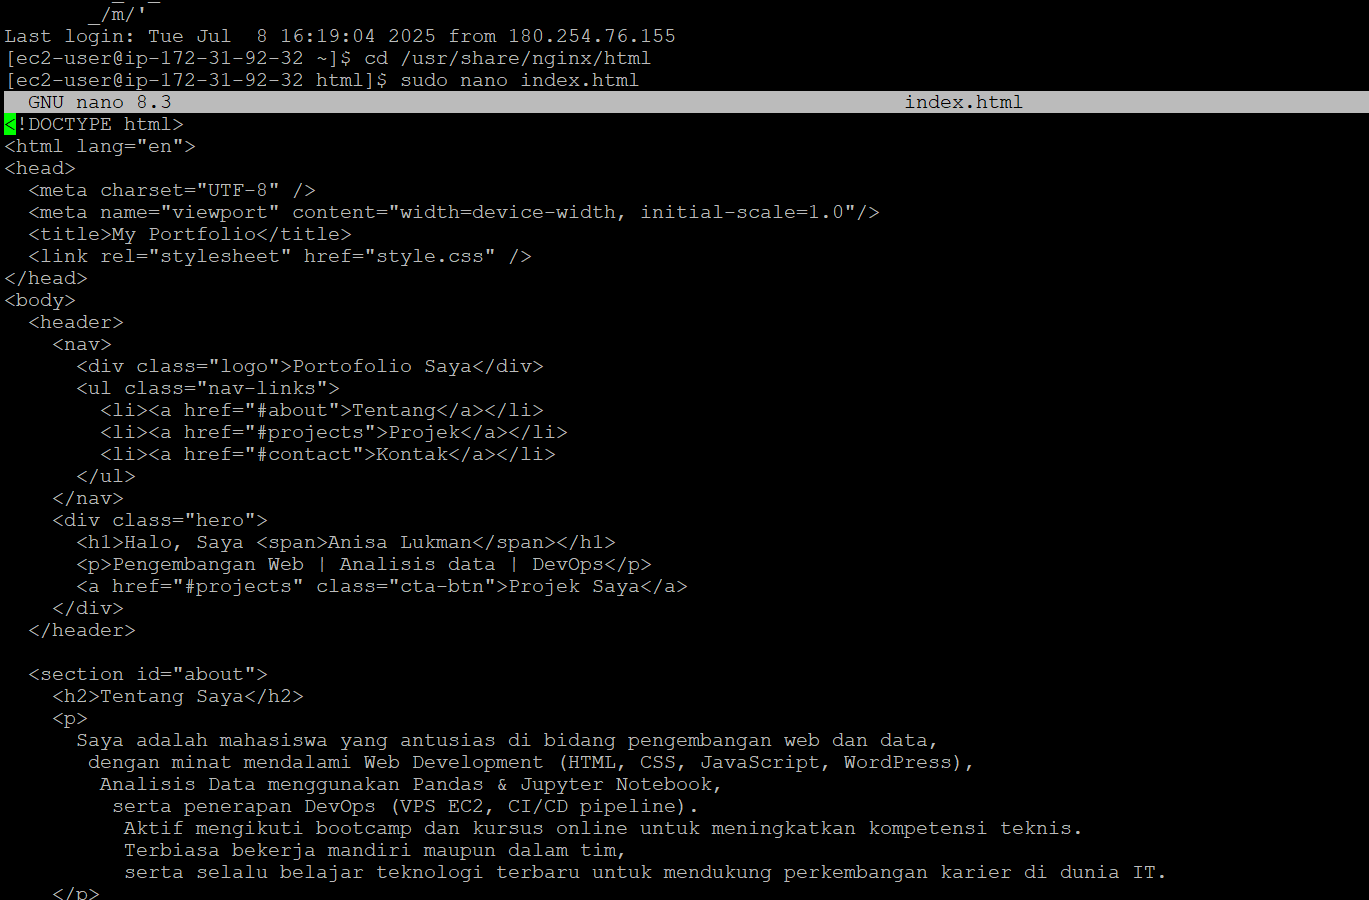 _/m/'
Last login: Tue Jul  8 16:19:04 2025 from 180.254.76.155
[ec2-user@ip-172-31-92-32 ~]$ cd /usr/share/nginx/html
[ec2-user@ip-172-31-92-32 html]$ sudo nano index.html
  GNU nano 8.3                                                             index.html
<!DOCTYPE html>
<html lang="en">
<head>
  <meta charset="UTF-8" />
  <meta name="viewport" content="width=device-width, initial-scale=1.0"/>
  <title>My Portfolio</title>
  <link rel="stylesheet" href="style.css" />
</head>
<body>
  <header>
    <nav>
      <div class="logo">Portofolio Saya</div>
      <ul class="nav-links">
        <li><a href="#about">Tentang</a></li>
        <li><a href="#projects">Projek</a></li>
        <li><a href="#contact">Kontak</a></li>
      </ul>
    </nav>
    <div class="hero">
      <h1>Halo, Saya <span>Anisa Lukman</span></h1>
      <p>Pengembangan Web | Analisis data | DevOps</p>
      <a href="#projects" class="cta-btn">Projek Saya</a>
    </div>
  </header>

  <section id="about">
    <h2>Tentang Saya</h2>
    <p>
      Saya adalah mahasiswa yang antusias di bidang pengembangan web dan data,
       dengan minat mendalami Web Development (HTML, CSS, JavaScript, WordPress),
        Analisis Data menggunakan Pandas & Jupyter Notebook,
         serta penerapan DevOps (VPS EC2, CI/CD pipeline).
          Aktif mengikuti bootcamp dan kursus online untuk meningkatkan kompetensi teknis.
          Terbiasa bekerja mandiri maupun dalam tim,
          serta selalu belajar teknologi terbaru untuk mendukung perkembangan karier di dunia IT.
    </p>